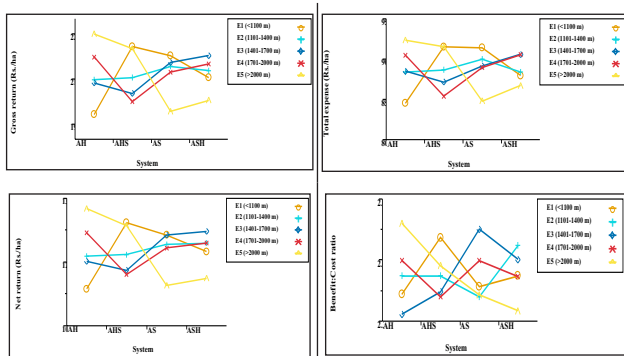 Gross return (Rs./ha)
E1 (<1100 m)
E2 (1101-1400 m)
E3 (1401-1700 m)
E4 (1701-2000 m)
E5 (>2000 m)
AH
AHS
AS
ASH
System
Total expense (Rs./ha)
E1 (<1100 m)
E2 (1101-1400 m)
E3 (1401-1700 m)
E4 (1701-2000 m)
E5 (>2000 m)
AH
AHS
AS
ASH
System
Net return (Rs./ha)
E1 (<1100 m)
E2 (1101-1400 m)
E3 (1401-1700 m)
E4 (1701-2000 m)
E5 (>2000 m)
AH
AHS
AS
ASH
System
Benefit:Cost ratio
E1 (<1100 m)
E2 (1101-1400 m)
E3 (1401-1700 m)
E4 (1701-2000 m)
E5 (>2000 m)
AH
AHS
AS
ASH
System